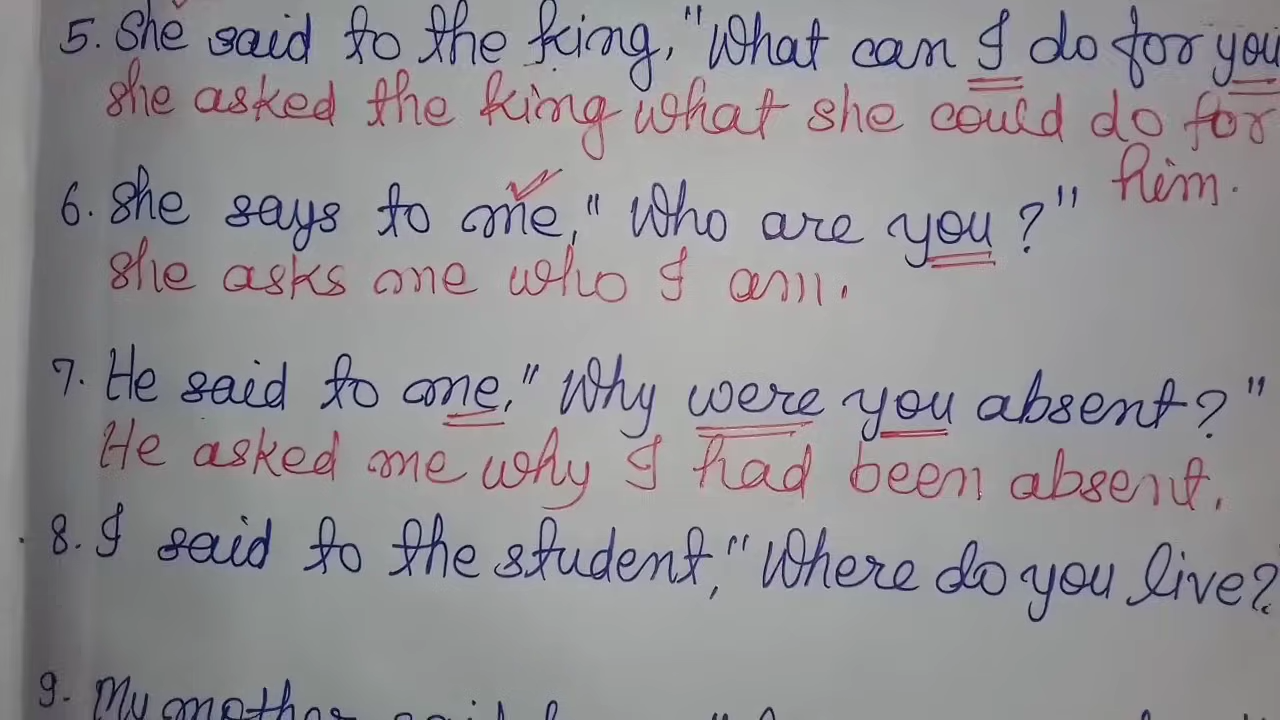 5. She said to the king, "What can I do for you
she asked the king what she could do for
him.
6. She says to me, "Who are you?"
she asks me who I am.
7. He said to me, "Why were you absent?"
He asked me why I had been absent.
8. I said to the student, "Where do you live?
9. My mother said